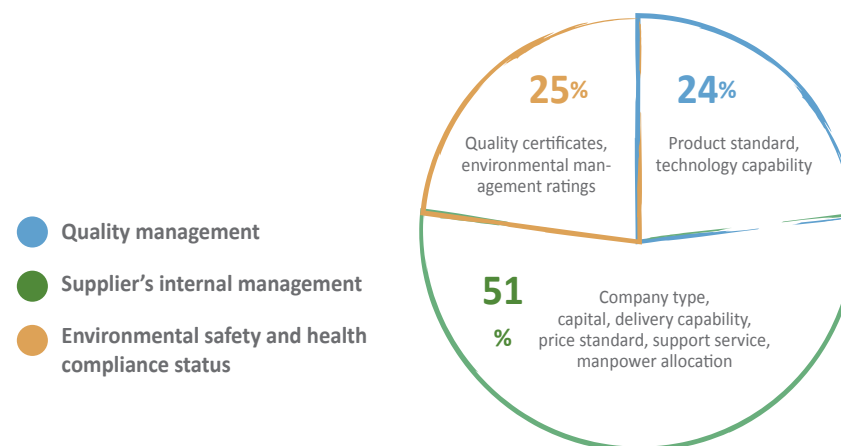 25%
24%
Quality certificates,
environmental man-
agement ratings
Product standard,
technology capability
Quality management
Supplier’s internal management
Environmental safety and health
compliance status
51
%
Company type,
capital, delivery capability,
price standard, support service,
manpower allocation